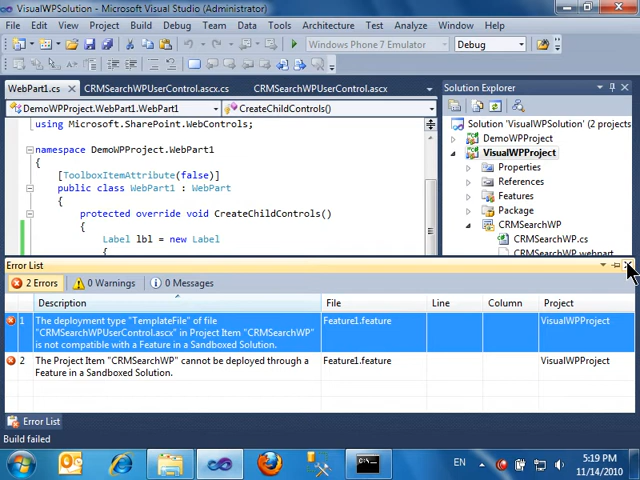 VisualWPSolution - Microsoft Visual Studio (Administrator)
File Edit View Project Build Debug Team Data Tools Architecture Test Analyze Window Help
Windows Phone 7 Emulator Debug
WebPart1.cs CRMSearchWPUserControl.ascx.cs CRMSearchWPUserControl.ascx
DemoWPProject.WebPart1.WebPart1 CreateChildControls()
using Microsoft.SharePoint.WebControls;
namespace DemoWPProject.WebPart1
{
[ToolboxItemAttribute(false)]
public class WebPart1 : WebPart
{
protected override void CreateChildControls()
{
Label lbl = new Label
Solution Explorer
Solution 'VisualWPSolution' (2 projects)
DemoWPProject
VisualWPProject
Properties
References
Features
Package
CRMSearchWP
CRMSearchWP.cs
CRMSearchWP.webpart
Error List
2 Errors 0 Warnings 0 Messages
Description File Line Column Project
1 The deployment type "TemplateFile" of file Feature1.feature VisualWPProject
"CRMSearchWPUserControl.ascx" in Project Item "CRMSearchWP"
is not compatible with a Feature in a Sandboxed Solution.
2 The Project Item "CRMSearchWP" cannot be deployed through a Feature1.feature VisualWPProject
Feature in a Sandboxed Solution.
Error List
Build failed
EN 5:19 PM
11/14/2010